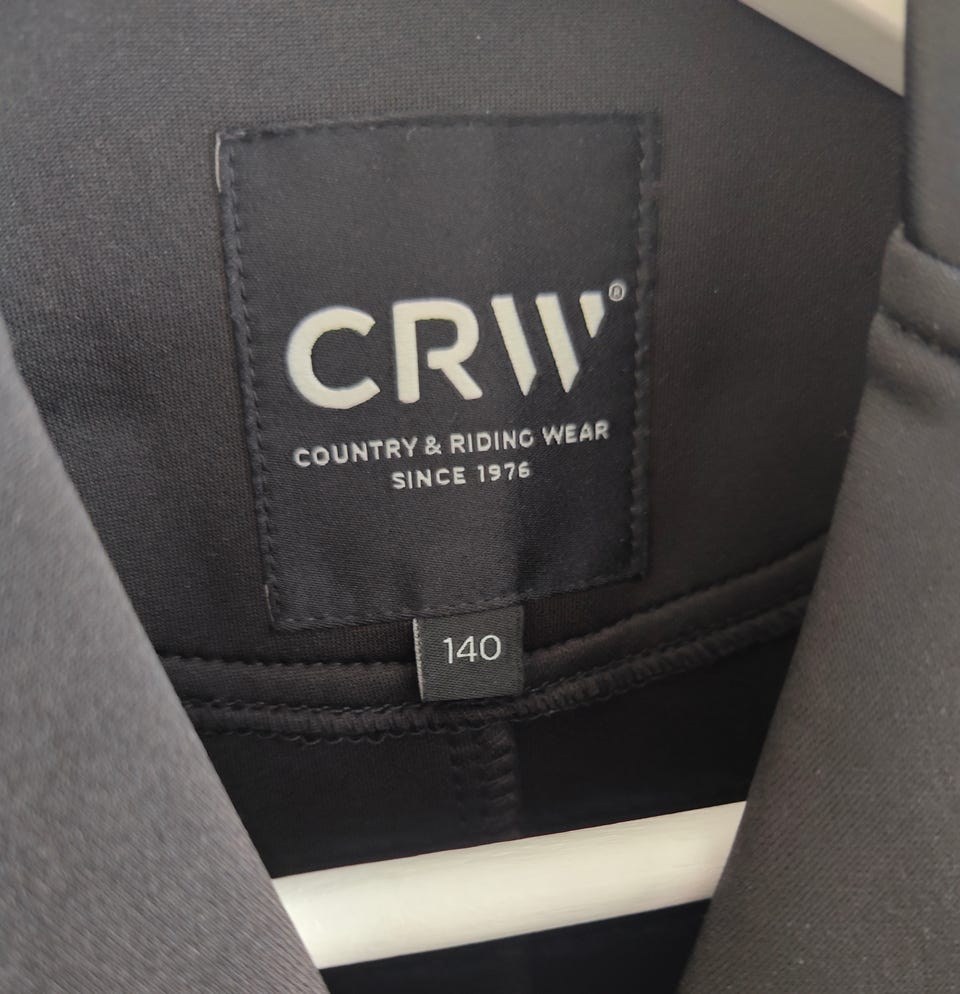 CRW®
COUNTRY & RIDING WEAR
SINCE 1976
140